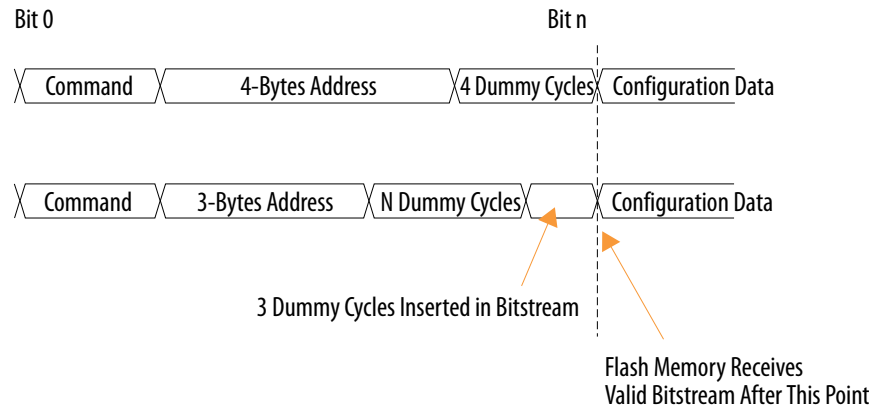 Bit 0 Bit n
Command 4-Bytes Address 4 Dummy Cycles Configuration Data
Command 3-Bytes Address N Dummy Cycles Configuration Data
3 Dummy Cycles Inserted in Bitstream
Flash Memory Receives
Valid Bitstream After This Point